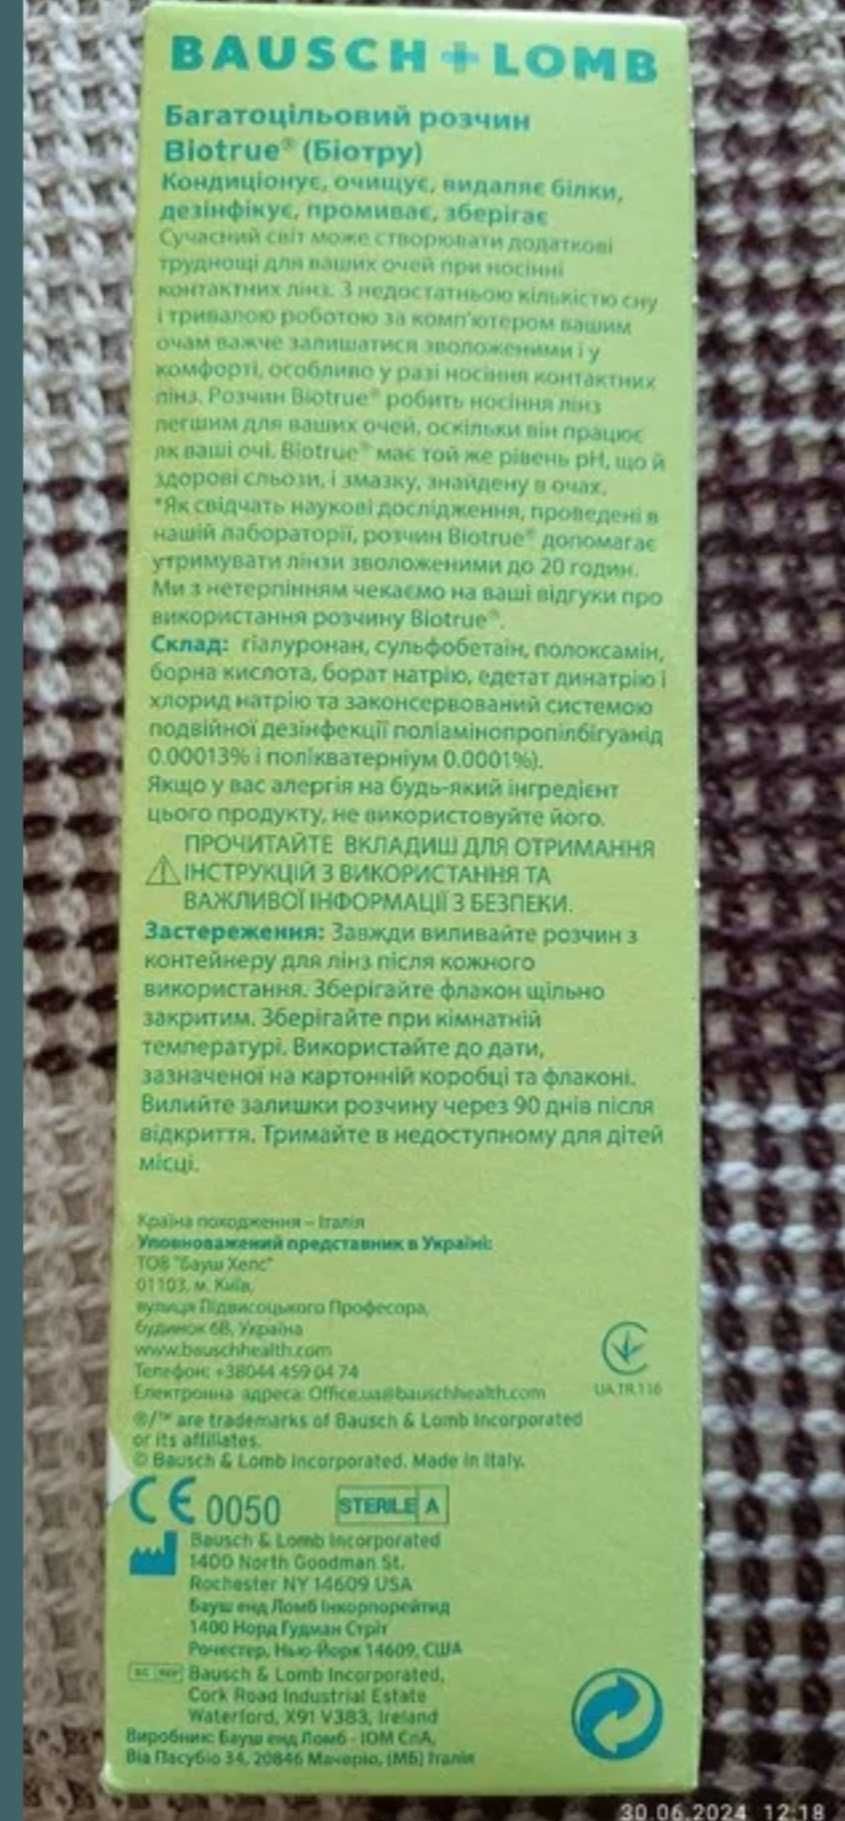 BAUSCH + LOMB
Багатоцільовий розчин
Biotrue® (Біотру)
Кондиціонує, очищує, видаляє білки,
дезінфікує, промиває, зберігає
Сучасний світ може створювати додаткові
труднощі для ваших очей при носінні
контактних лінз. З недостатньою кількістю сну
і тривалою роботою за комп'ютером вашим
очам важче залишатися зволоженими і у
комфорті, особливо у разі носіння контактних
лінз. Розчин Biotrue® робить носіння лінз
легшим для ваших очей, оскільки він працює
як ваші очі. Biotrue® має той же рівень pH, що й
здорові сльози, і змазку, знайдену в очах.
*Як свідчать наукові дослідження, проведені в
нашій лабораторії, розчин Biotrue® допомагає
утримувати лінзи зволоженими до 20 годин.
Ми з нетерпінням чекаємо на ваші відгуки про
використання розчину Biotrue®.
Склад: гіалуронан, сульфобетаїн, полоксамін,
борна кислота, борат натрію, едетат динатрію і
хлорид натрію та законсервований системою
подвійної дезінфекції поліамінопропілбігуанід
0.00013% і полікватерніум 0.0001%).
Якщо у вас алергія на будь-який інгредієнт
цього продукту, не використовуйте його.
ПРОЧИТАЙТЕ ВКЛАДИШ ДЛЯ ОТРИМАННЯ
ІНСТРУКЦІЙ З ВИКОРИСТАННЯ ТА
ВАЖЛИВОЇ ІНФОРМАЦІЇ З БЕЗПЕКИ.
Застереження: Завжди виливайте розчин з
контейнеру для лінз після кожного
використання. Зберігайте флакон щільно
закритим. Зберігайте при кімнатній
температурі. Використайте до дати,
зазначеної на картонній коробці та флаконі.
Вилийте залишки розчину через 90 днів після
відкриття. Тримайте в недоступному для дітей
місці.
Країна походження – Італія
Уповноважений представник в Україні:
ТОВ "Бауш Хелс"
01103, м. Київ,
вулиця Підвисоцького Професора,
будинок 6В, Україна
www.bauschhealth.com
Телефон: +38044 459 04 74
Електронна адреса: Office.ua@bauschhealth.com
UA.TR.116
®/™ are trademarks of Bausch & Lomb Incorporated
or its affiliates.
© Bausch & Lomb Incorporated. Made in Italy.
CE 0050 STERILE A
Bausch & Lomb Incorporated
1400 North Goodman St.
Rochester NY 14609 USA
Бауш енд Ломб Інкорпорейтид
1400 Норд Гудман Стріт
Рочестер, Нью-Йорк 14609, США
EC REP Bausch & Lomb Incorporated,
Cork Road Industrial Estate
Waterford, X91 V383, Ireland
Виробник: Бауш енд Ломб - ІОМ СпА,
Віа Пасубіо 34, 20846 Мачеріо, (МБ) Італія
30.06.2024 12:18